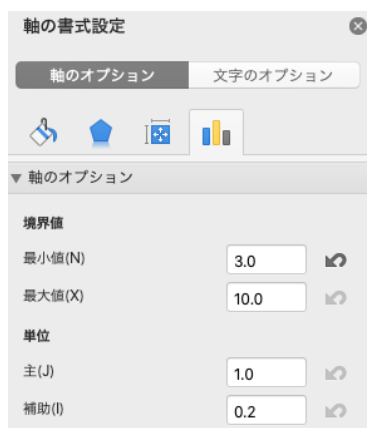 軸の書式設定
軸のオプション 文字のオプション
軸のオプション
境界値
最小値(N) 3.0
最大値(X) 10.0
単位
主(J) 1.0
補助(I) 0.2